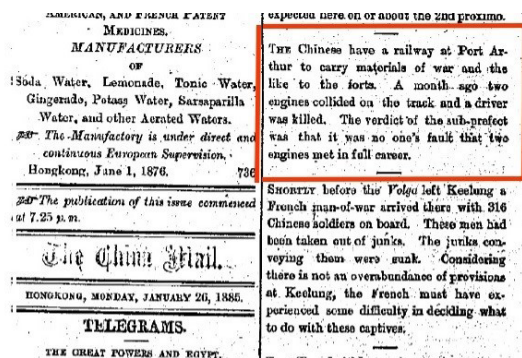 AMERICAN, AND FRENCH PATENT
MEDICINES.
MANUFACTURERS
OF
Soda Water, Lemonade, Tonic Water,
Gingerade, Potass Water, Sarsaparilla
Water, and other Aerated Waters.
The Manufactory is under direct and
continuous European Supervision,
Hongkong, June 1, 1876. 736
The publication of this issue commenced
at 7.25 p.m.
The China Mail.
HONGKONG, MONDAY, JANUARY 26, 1885.
TELEGRAMS.
THE GREAT POWERS AND EGYPT.
expected here on or about the 2nd proximo.
THE Chinese have a railway at Port Ar-
thur to carry materials of war and the
like to the forts. A month ago two
engines collided on the track and a driver
was killed. The verdict of the sub-prefect
was that it was no one's fault that two
engines met in full career.
SHORTLY before the Volga left Keelung a
French man-of-war arrived there with 316
Chinese soldiers on board. These men had
been taken out of junks. The junks con-
veying them were sunk. Considering
there is not an overabundance of provisions
at Keelung, the French must have ex-
perienced some difficulty in deciding what
to do with these captives.